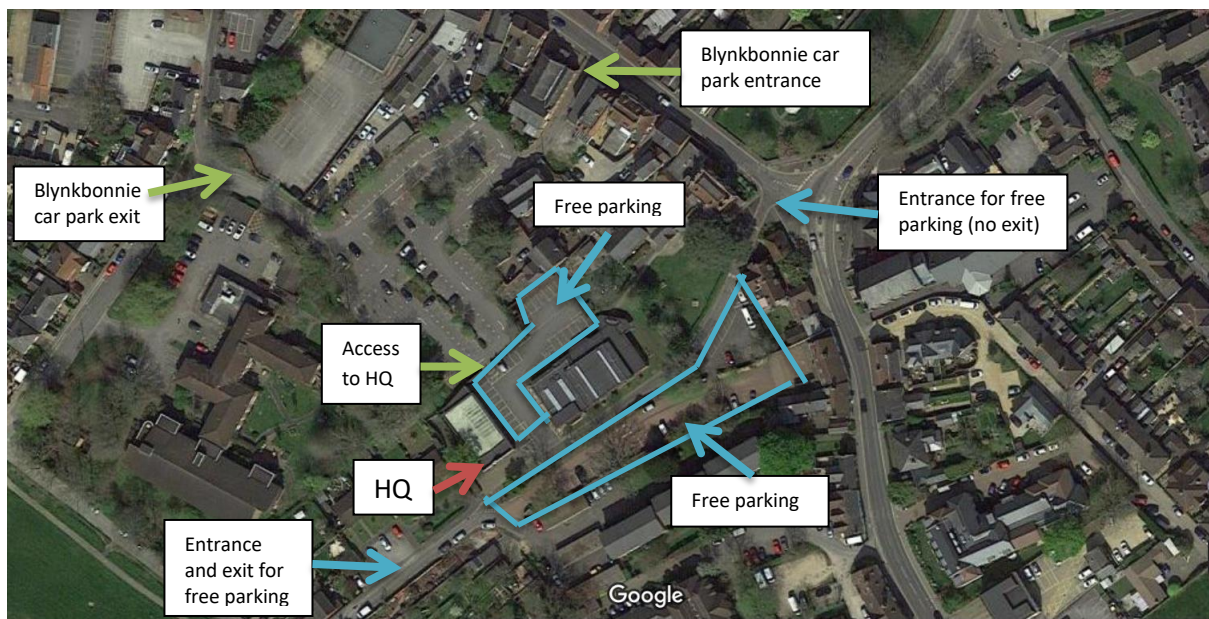 Blynkbonnie car
park entrance
Blynkbonnie
car park exit
Free parking
Entrance for free
parking (no exit)
Access
to HQ
HQ
Free parking
Entrance
and exit for
free parking
Google